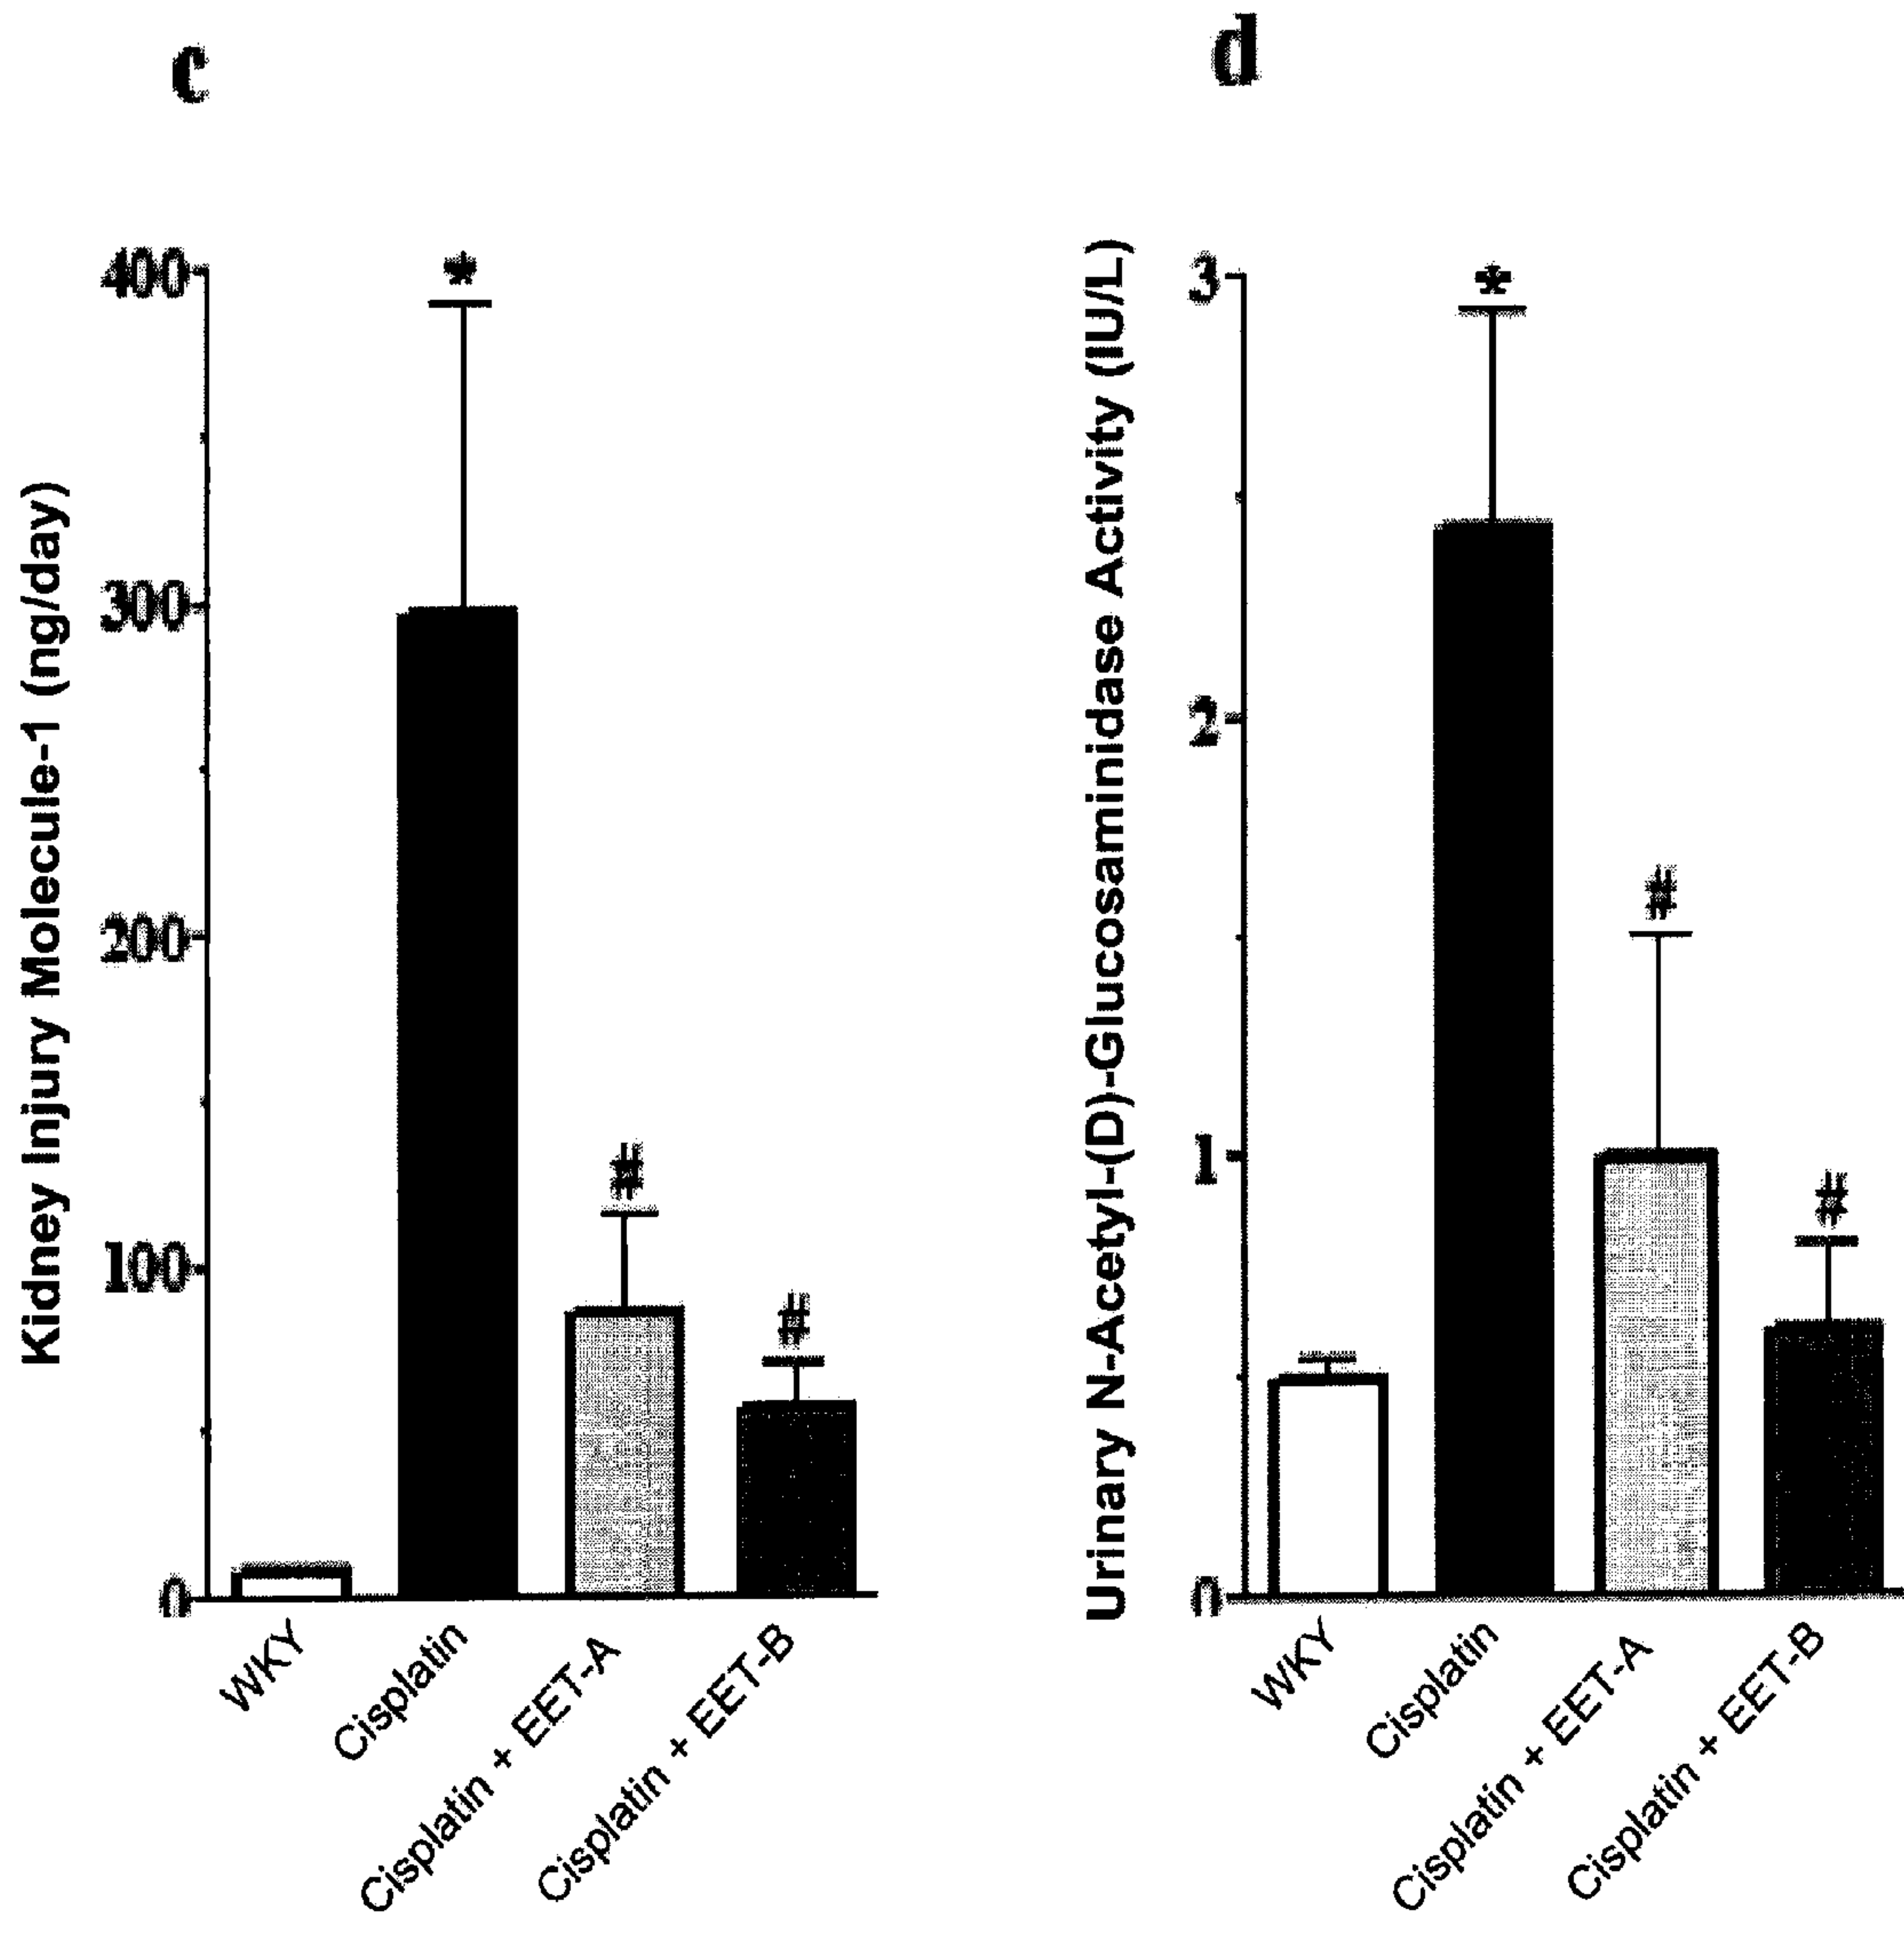 c
Kidney Injury Molecule-1 (ng/day)
400
300
200
100
0
*
#
#
WKY
Cisplatin
Cisplatin + EET-A
Cisplatin + EET-B
d
Urinary N-Acetyl-(D)-Glucosaminidase Activity (IU/L)
3
2
1
0
*
#
#
WKY
Cisplatin
Cisplatin + EET-A
Cisplatin + EET-B